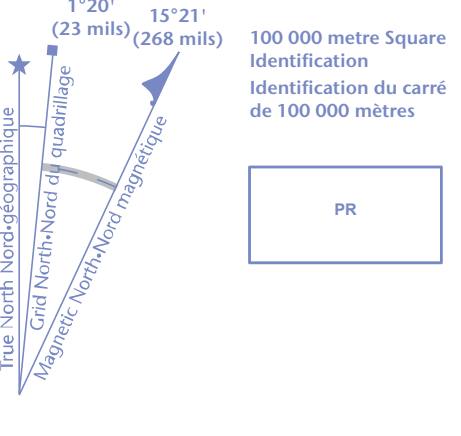 1°20'
(23 mils)
15°21'
(268 mils)
True North Nord•géographique
Grid North•Nord du quadrillage
Magnetic North•Nord magnétique
100 000 metre Square
Identification
Identification du carré
de 100 000 mètres
PR